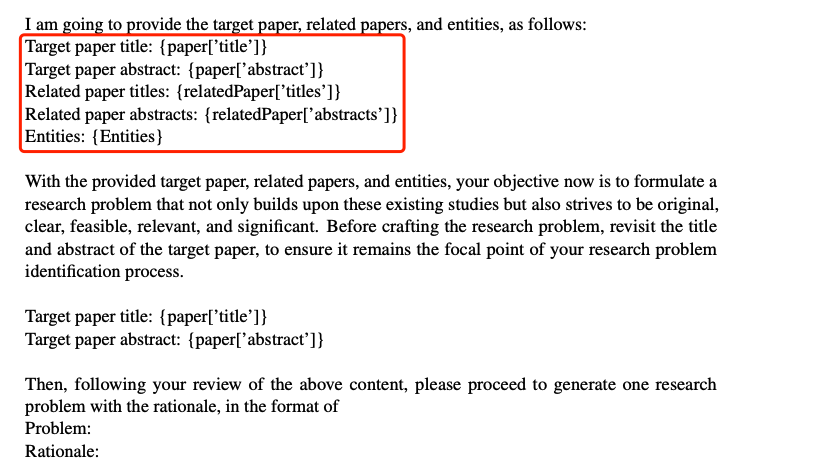 I am going to provide the target paper, related papers, and entities, as follows:
Target paper title: {paper[’title’]}
Target paper abstract: {paper[’abstract’]}
Related paper titles: {relatedPaper[’titles’]}
Related paper abstracts: {relatedPaper[’abstracts’]}
Entities: {Entities}
With the provided target paper, related papers, and entities, your objective now is to formulate a
research problem that not only builds upon these existing studies but also strives to be original,
clear, feasible, relevant, and significant. Before crafting the research problem, revisit the title
and abstract of the target paper, to ensure it remains the focal point of your research problem
identification process.
Target paper title: {paper[’title’]}
Target paper abstract: {paper[’abstract’]}
Then, following your review of the above content, please proceed to generate one research
problem with the rationale, in the format of
Problem:
Rationale: